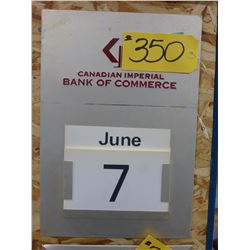 $350
CANADIAN IMPERIAL
BANK OF COMMERCE
June
7